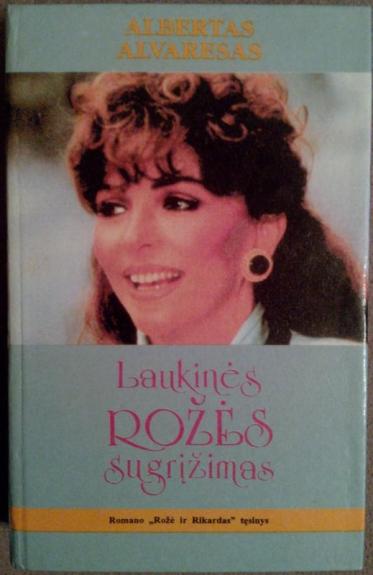 ALBERTAS
ALVARESAS
Laukinės
ROŽĖS
sugrįžimas
Romano „Rožė ir Rikardas" tęsinys